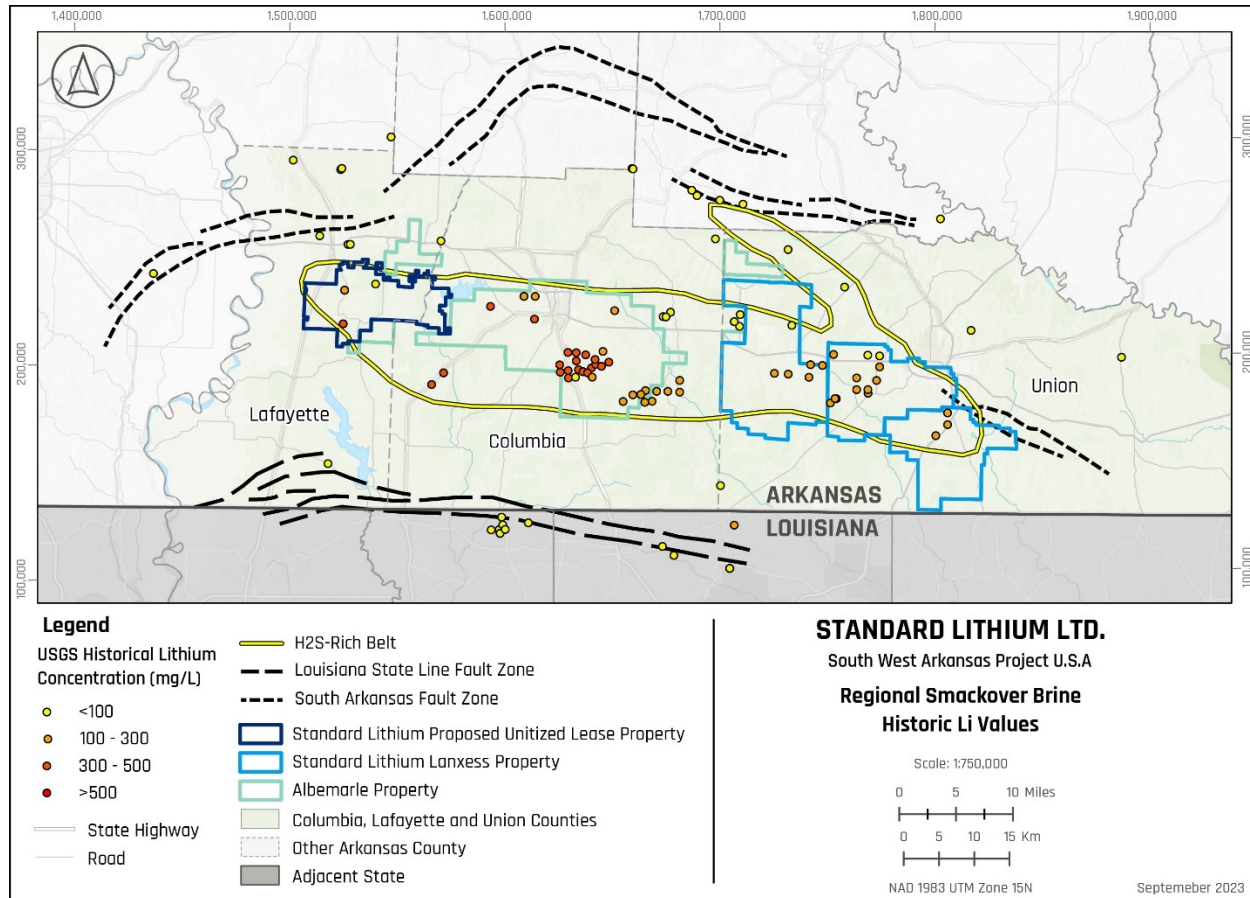 1,400,000
1,500,000
1,600,000
1,700,000
1,800,000
1,900,000
300,000
300,000
200,000
200,000
100,000
100,000
Lafayette
Columbia
Union
ARKANSAS
LOUISIANA
Legend
USGS Historical Lithium
Concentration (mg/L)
<100
100 - 300
300 - 500
>500
State Highway
Road
H2S-Rich Belt
Louisiana State Line Fault Zone
South Arkansas Fault Zone
Standard Lithium Proposed Unitized Lease Property
Standard Lithium Lanxess Property
Albemarle Property
Columbia, Lafayette and Union Counties
Other Arkansas County
Adjacent State
STANDARD LITHIUM LTD.
South West Arkansas Project U.S.A
Regional Smackover Brine
Historic Li Values
Scale: 1:750,000
0 5 10 Miles
0 5 10 15 Km
NAD 1983 UTM Zone 15N
Septemeber 2023